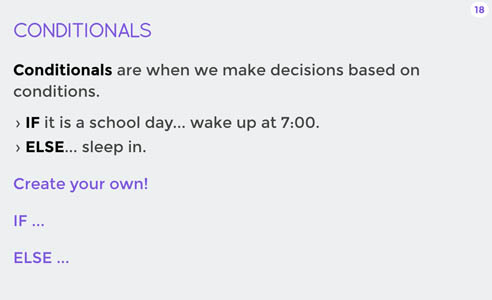 18
CONDITIONALS
Conditionals are when we make decisions based on
conditions.
› IF it is a school day... wake up at 7:00.
› ELSE... sleep in.
Create your own!
IF ...
ELSE ...